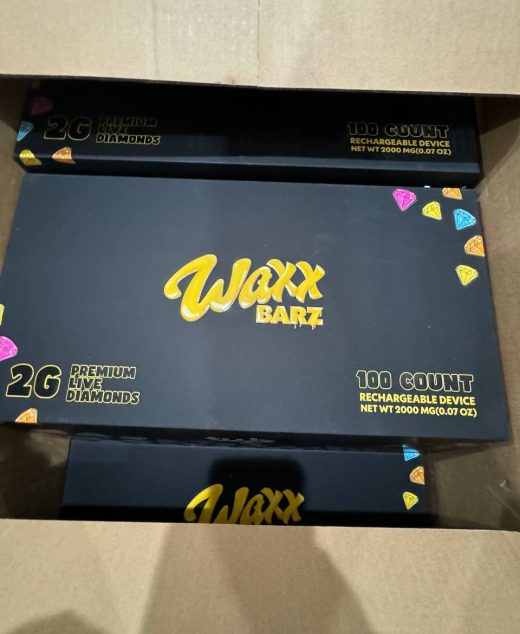 2G PREMIUM
LIVE
DIAMONDS
100 COUNT
RECHARGEABLE DEVICE
NET WT 2000 MG(0.07 OZ)
Waxx
BARZ
2G PREMIUM
LIVE
DIAMONDS
100 COUNT
RECHARGEABLE DEVICE
NET WT 2000 MG(0.07 OZ)
Waxx